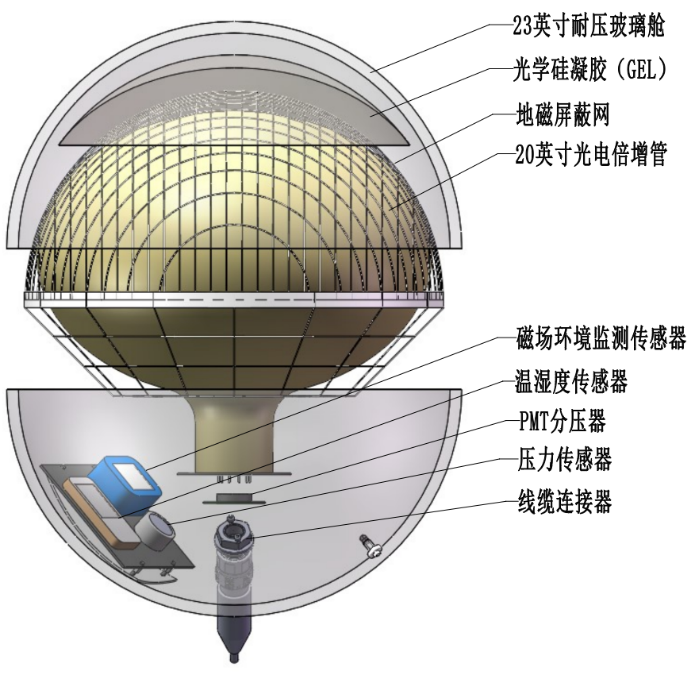 23英寸耐压玻璃舱
光学硅凝胶（GEL）
地磁屏蔽网
20英寸光电倍增管
磁场环境监测传感器
温湿度传感器
PMT分压器
压力传感器
线缆连接器